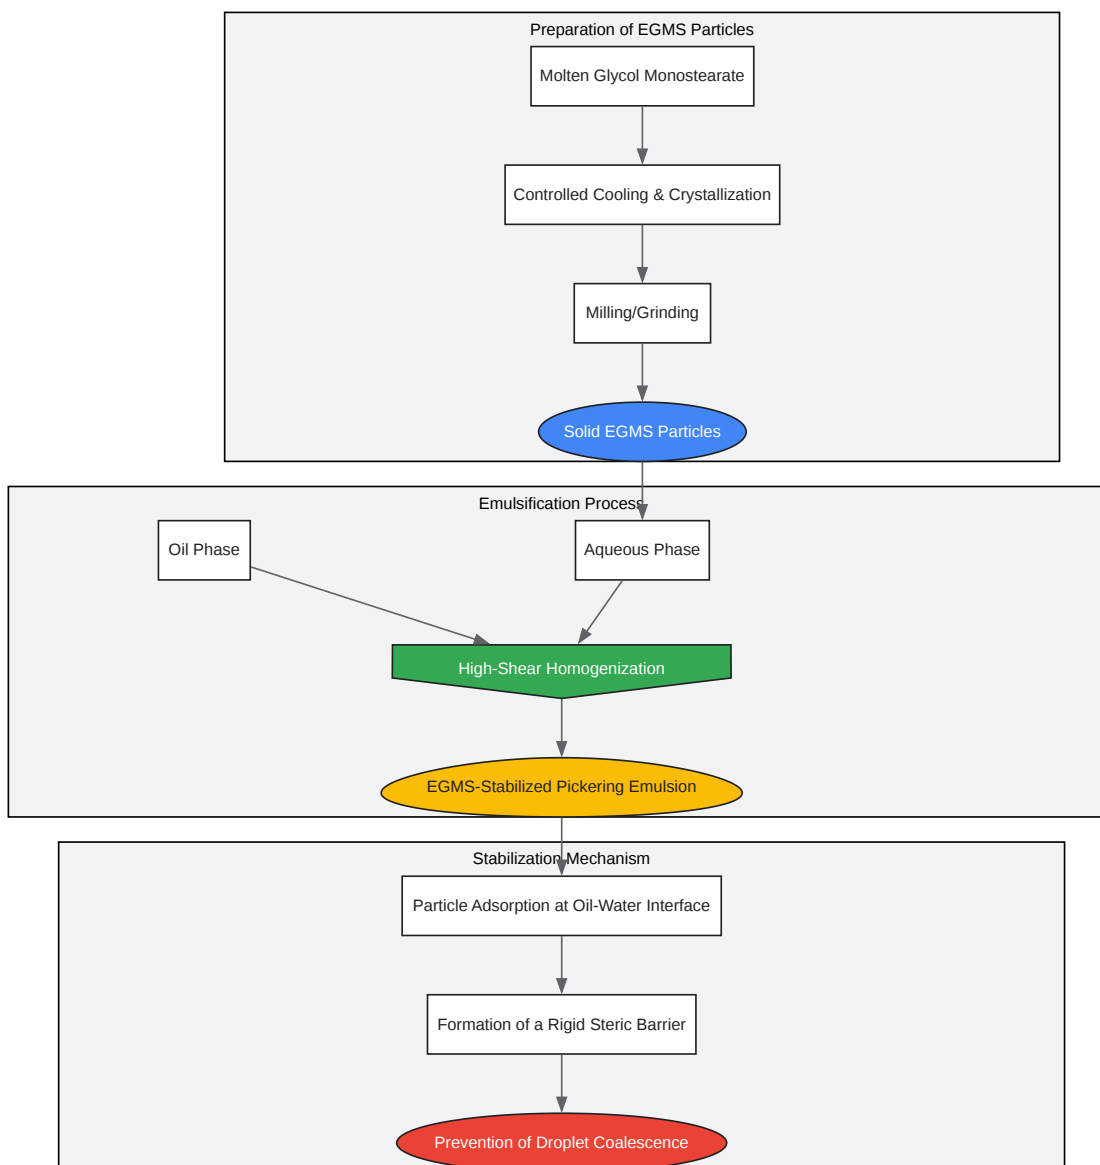 Preparation of EGMS Particles
Molten Glycol Monostearate
Controlled Cooling & Crystallization
Milling/Grinding
Solid EGMS Particles
Emulsification Process
Oil Phase
Aqueous Phase
High-Shear Homogenization
EGMS-Stabilized Pickering Emulsion
Stabilization Mechanism
Particle Adsorption at Oil-Water Interface
Formation of a Rigid Steric Barrier
Prevention of Droplet Coalescence